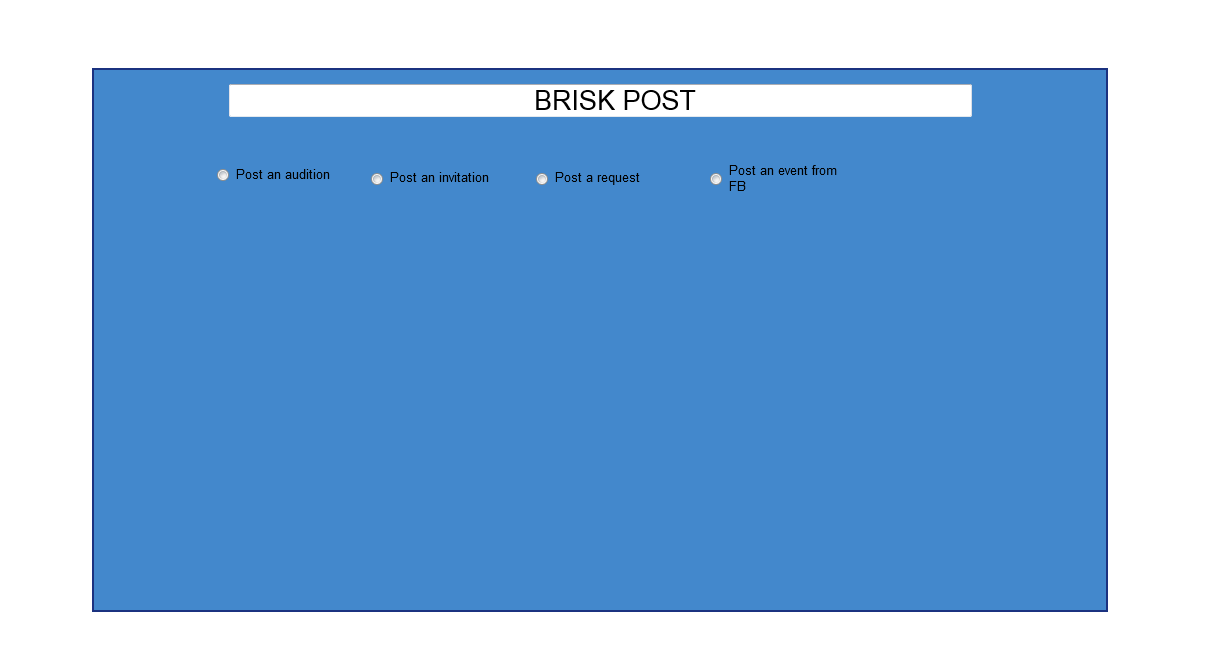 BRISK POST
Post an audition
Post an invitation
Post a request
Post an event from
FB